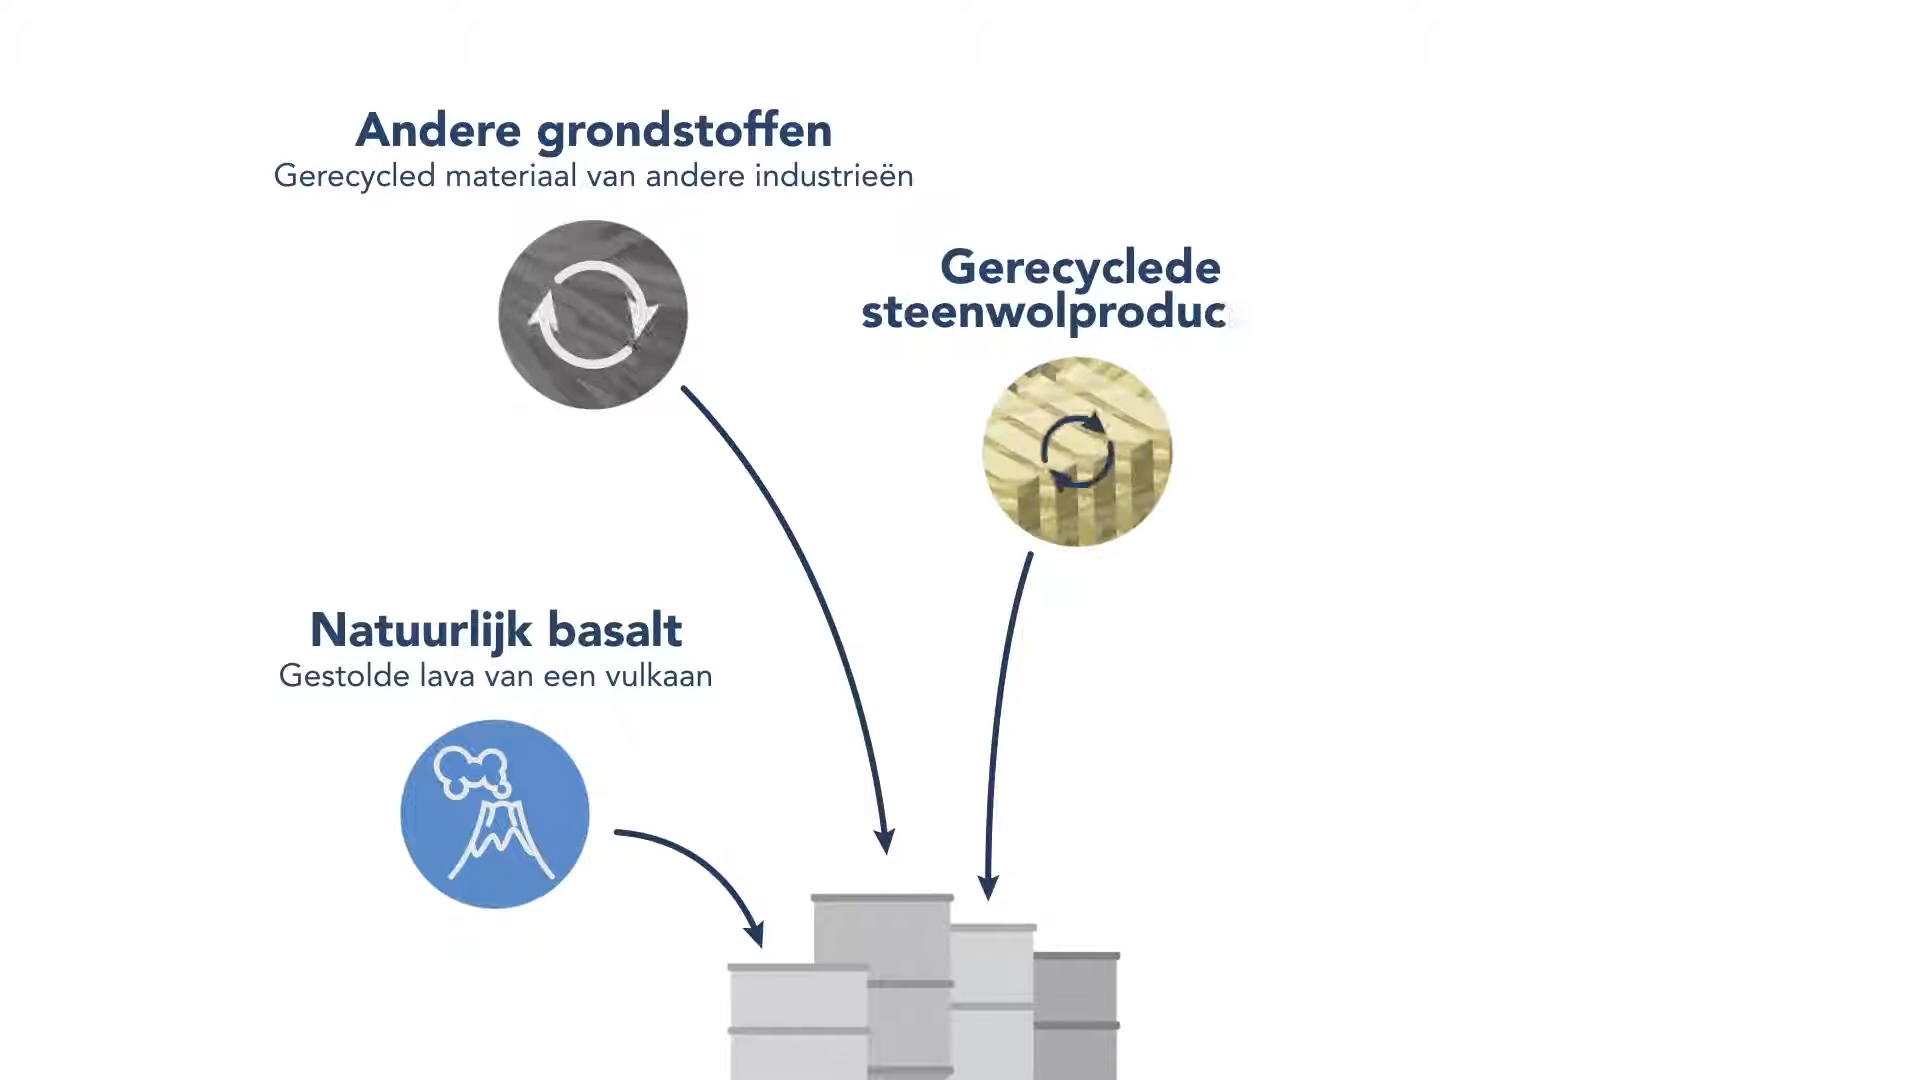 Andere grondstoffen
Gerecycled materiaal van andere industrieën
Gerecyclede
steenwolproduc
Natuurlijk basalt
Gestolde lava van een vulkaan